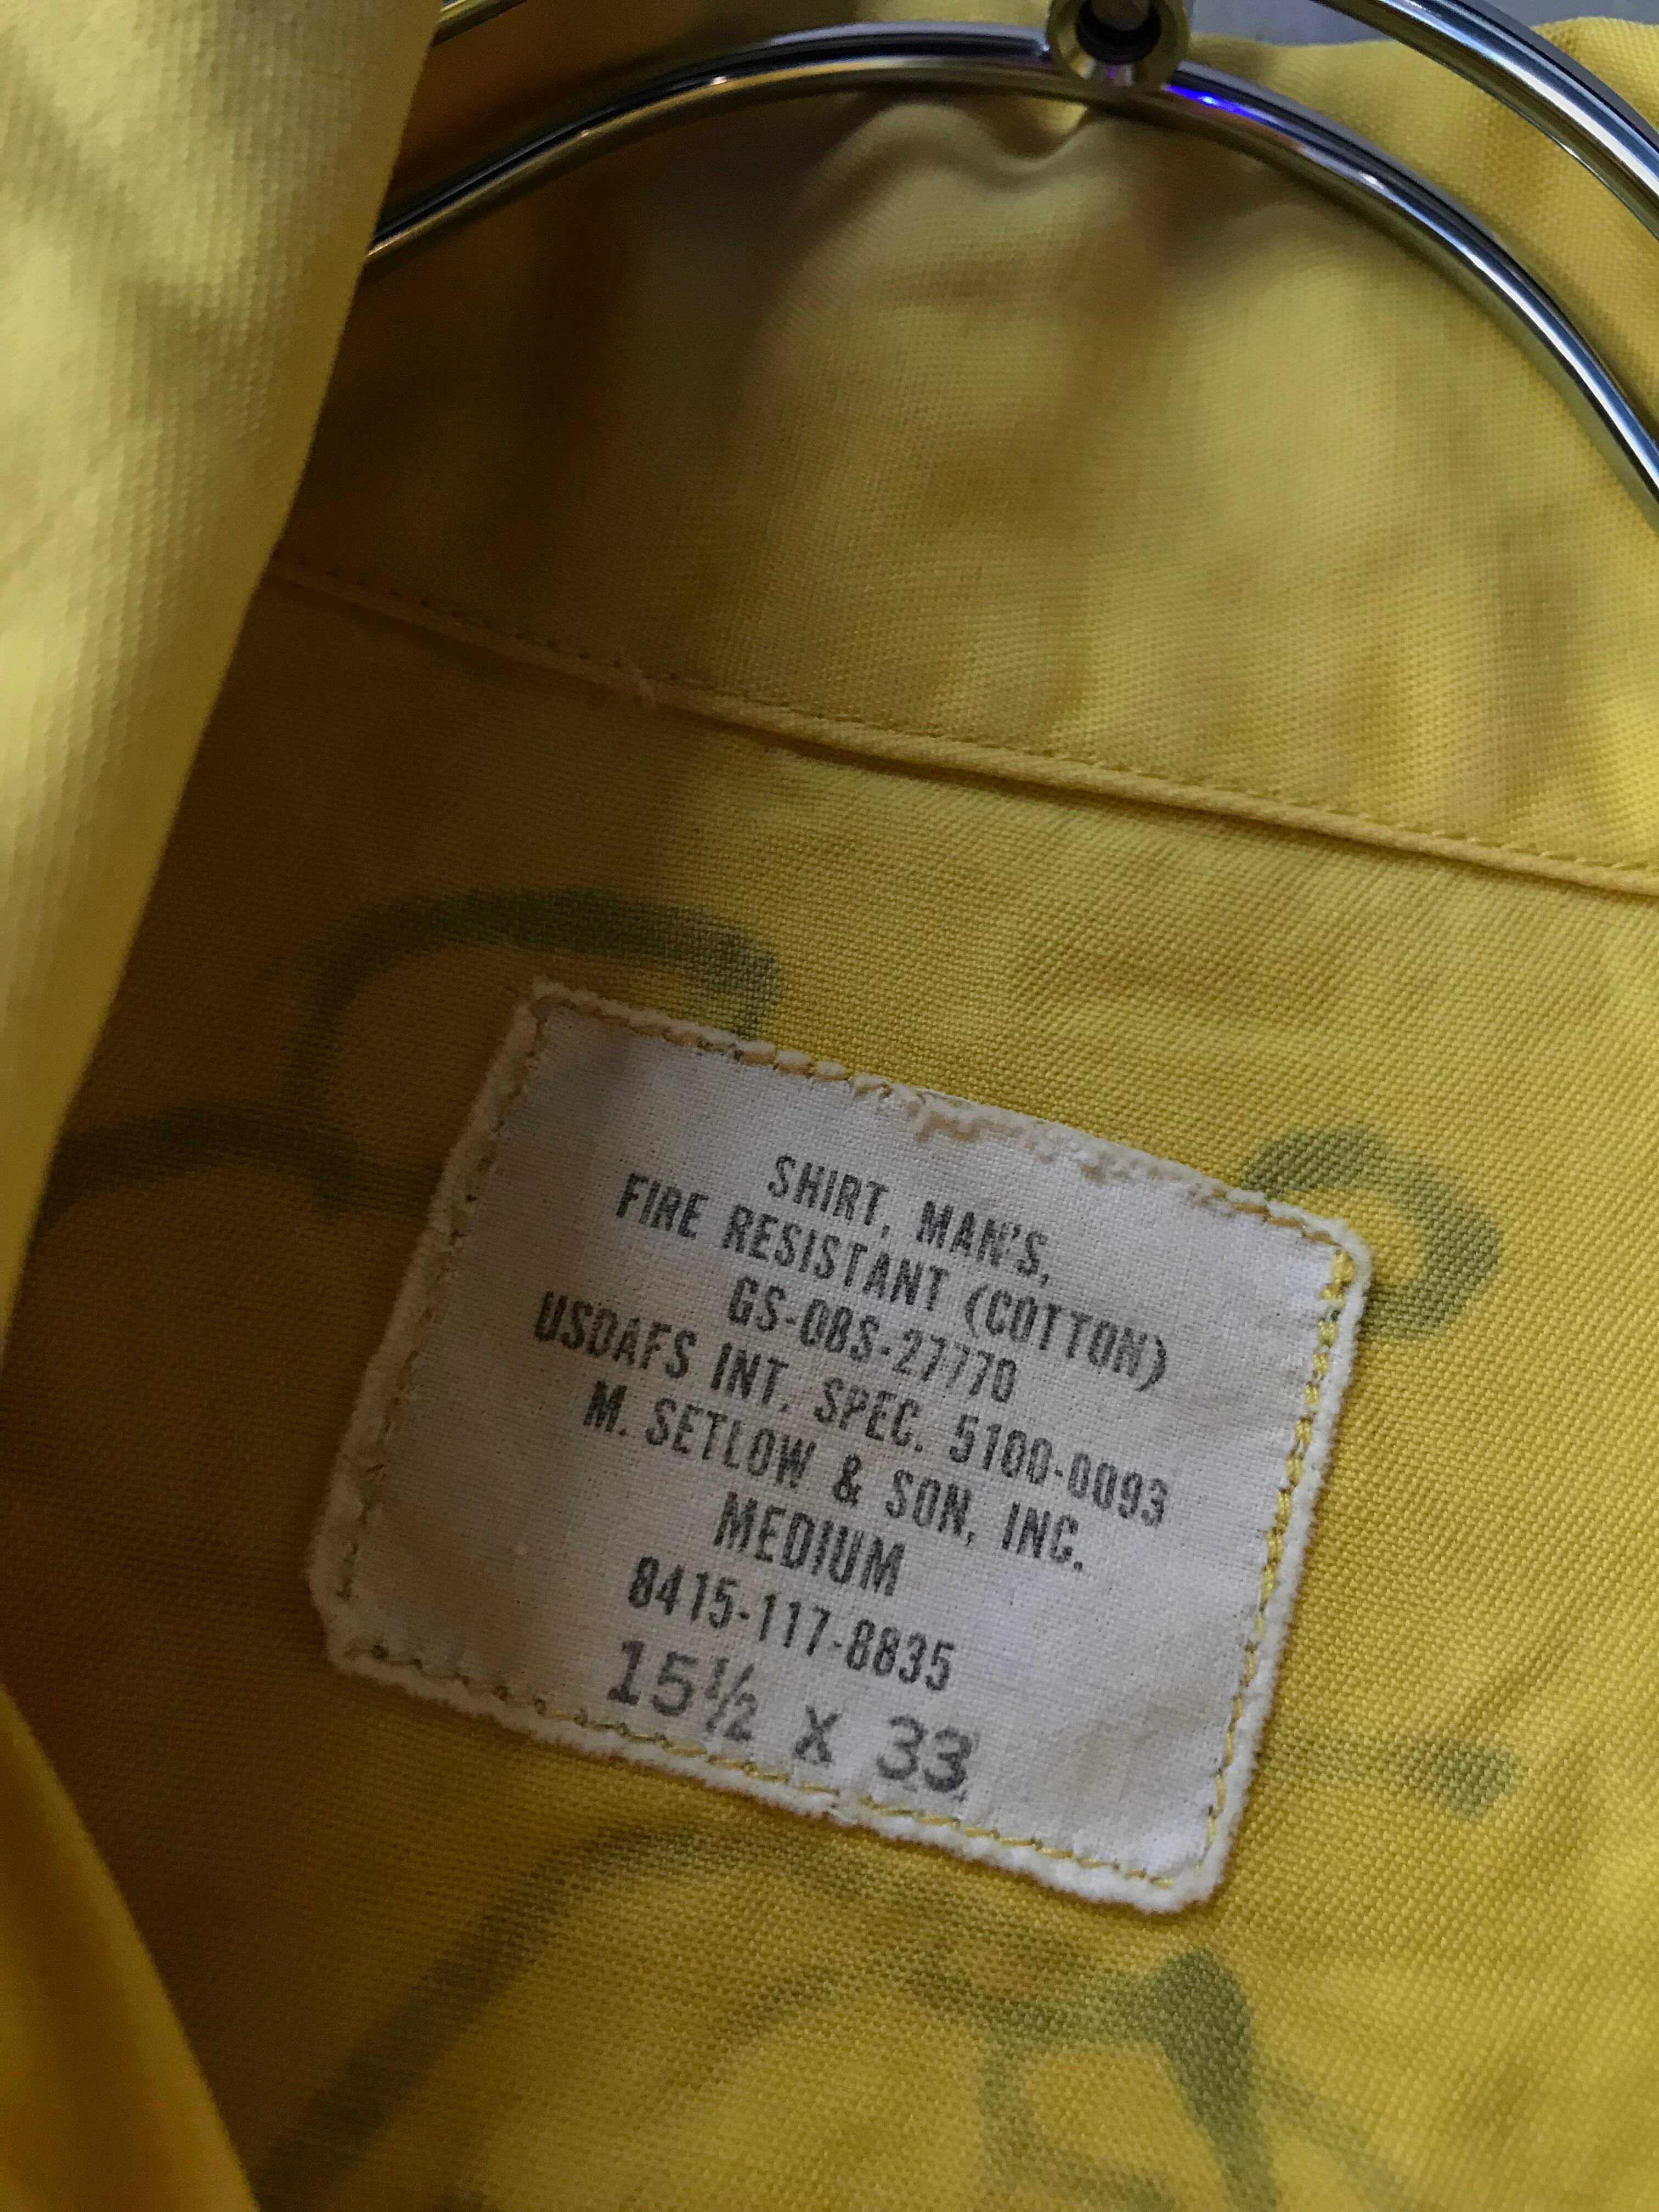 SHIRT, MAN'S,
FIRE RESISTANT (COTTON)
GS-08S-27770
USDAFS INT. SPEC. 5100-0093
M. SETLOW & SON, INC.
MEDIUM
8415-117-8835
15½ X 33